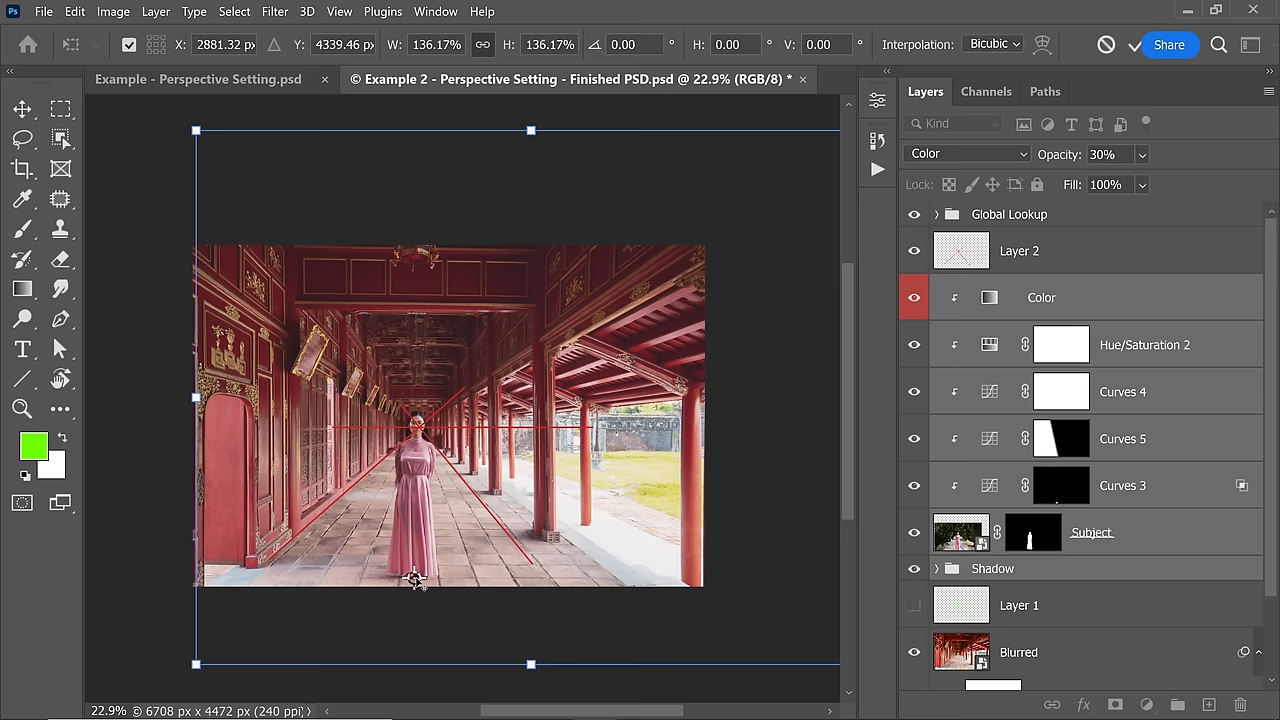 Ps File Edit Image Layer Type Select Filter 3D View Plugins Window Help
X: 2881.32 px Y: 4339.46 px W: 136.17% H: 136.17% 0.00 ° H: 0.00 ° V: 0.00 ° Interpolation: Bicubic Share
Example - Perspective Setting.psd × © Example 2 - Perspective Setting - Finished PSD.psd @ 22.9% (RGB/8) * ×
Layers Channels Paths
Kind
Color Opacity: 30%
Lock: Fill: 100%
Global Lookup
Layer 2
Color
Hue/Saturation 2
Curves 4
Curves 5
Curves 3
Subject
Shadow
Layer 1
Blurred
22.9% © 6708 px x 4472 px (240 ppi)